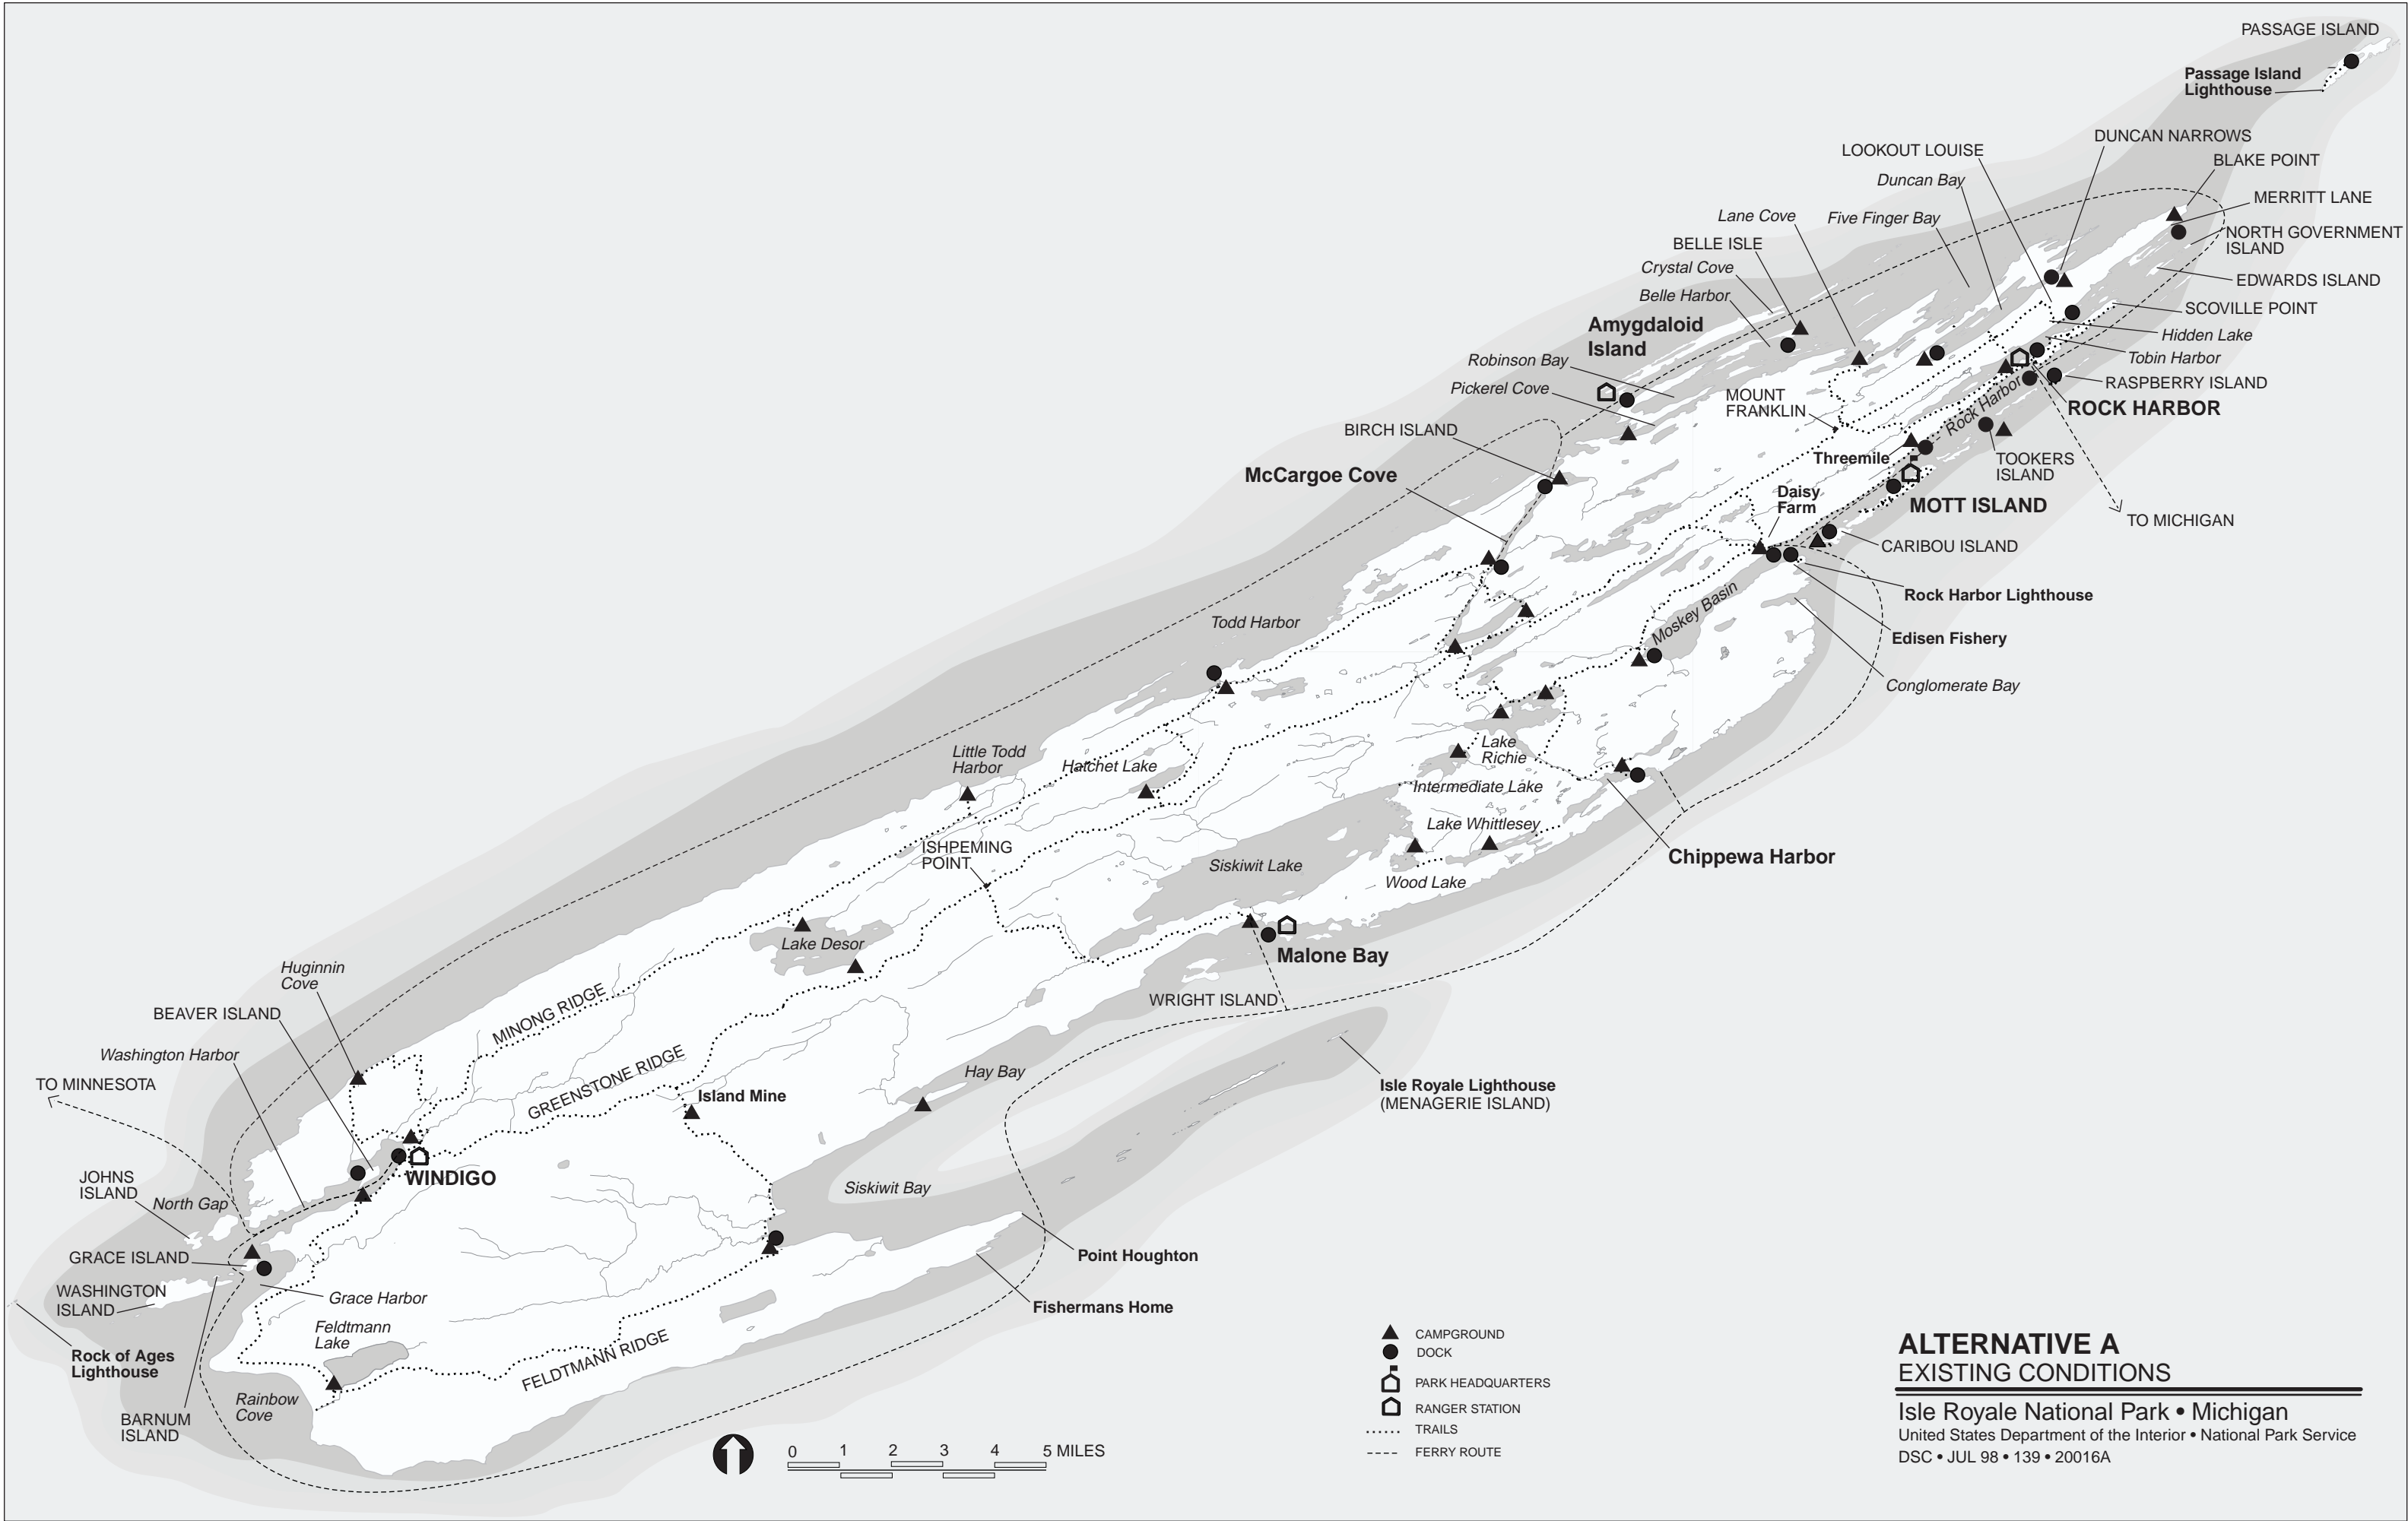 PASSAGE ISLAND
Passage Island
Lighthouse
DUNCAN NARROWS
LOOKOUT LOUISE
BLAKE POINT
Duncan Bay
MERRITT LANE
Lane Cove
Five Finger Bay
NORTH GOVERNMENT
ISLAND
BELLE ISLE
Crystal Cove
EDWARDS ISLAND
Belle Harbor
SCOVILLE POINT
Amygdaloid
Island
Hidden Lake
Robinson Bay
Tobin Harbor
Pickerel Cove
RASPBERRY ISLAND
MOUNT
FRANKLIN
Rock Harbor
ROCK HARBOR
BIRCH ISLAND
Threemile
TOOKERS
ISLAND
McCargoe Cove
Daisy
Farm
MOTT ISLAND
TO MICHIGAN
CARIBOU ISLAND
Rock Harbor Lighthouse
Moskey Basin
Todd Harbor
Edisen Fishery
Conglomerate Bay
Little Todd
Harbor
Hatchet Lake
Lake
Richie
Intermediate Lake
Lake Whittlesey
ISHPEMING
POINT
Chippewa Harbor
Siskiwit Lake
Wood Lake
Lake Desor
Malone Bay
Huginnin
Cove
WRIGHT ISLAND
BEAVER ISLAND
MINONG RIDGE
Washington Harbor
GREENSTONE RIDGE
Hay Bay
TO MINNESOTA
Island Mine
Isle Royale Lighthouse
(MENAGERIE ISLAND)
WINDIGO
JOHNS
ISLAND
North Gap
Siskiwit Bay
GRACE ISLAND
Point Houghton
WASHINGTON
ISLAND
Grace Harbor
Fishermans Home
Feldtmann
Lake
Rock of Ages
Lighthouse
FELDTMANN RIDGE
Rainbow
Cove
BARNUM
ISLAND
0 1 2 3 4 5 MILES
CAMPGROUND
DOCK
PARK HEADQUARTERS
RANGER STATION
TRAILS
FERRY ROUTE
ALTERNATIVE A
EXISTING CONDITIONS
Isle Royale National Park • Michigan
United States Department of the Interior • National Park Service
DSC • JUL 98 • 139 • 20016A